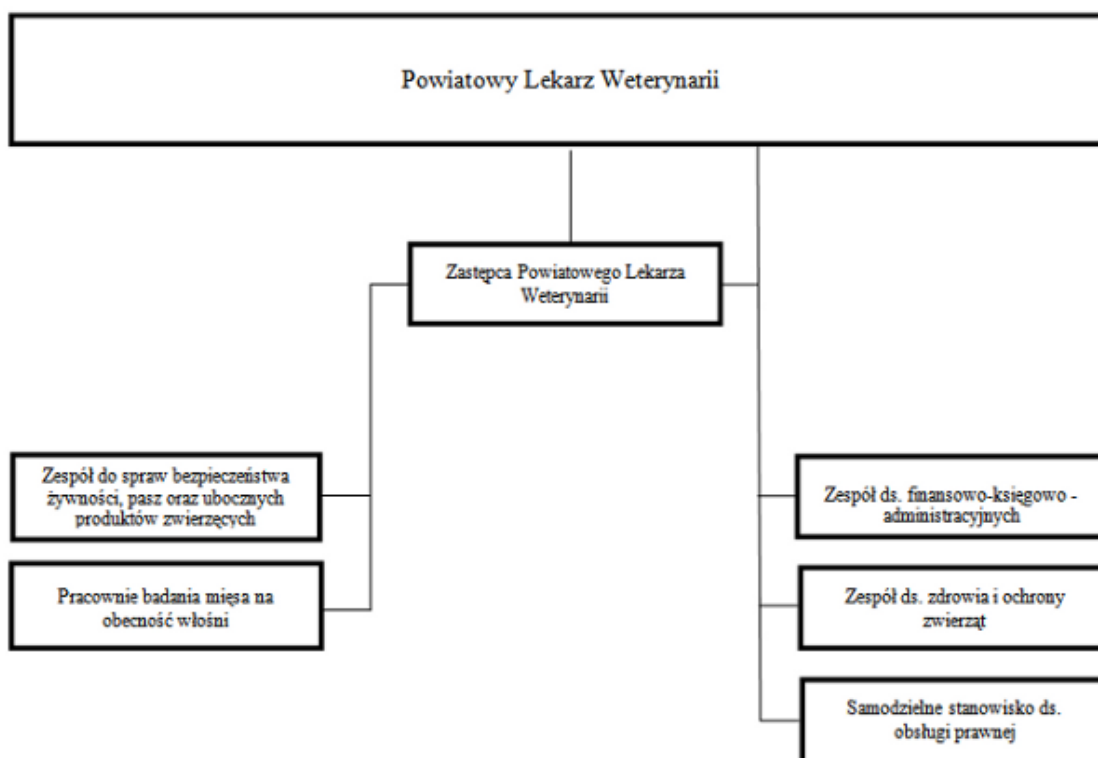 Powiatowy Lekarz Weterynarii
Zastępca Powiatowego Lekarza
Weterynarii
Zespół do spraw bezpieczeństwa
żywności, pasz oraz ubocznych
produktów zwierzęcych
Pracownie badania mięsa na
obecność włośni
Zespół ds. finansowo-księgowo -
administracyjnych
Zespół ds. zdrowia i ochrony
zwierząt
Samodzielne stanowisko ds.
obsługi prawnej